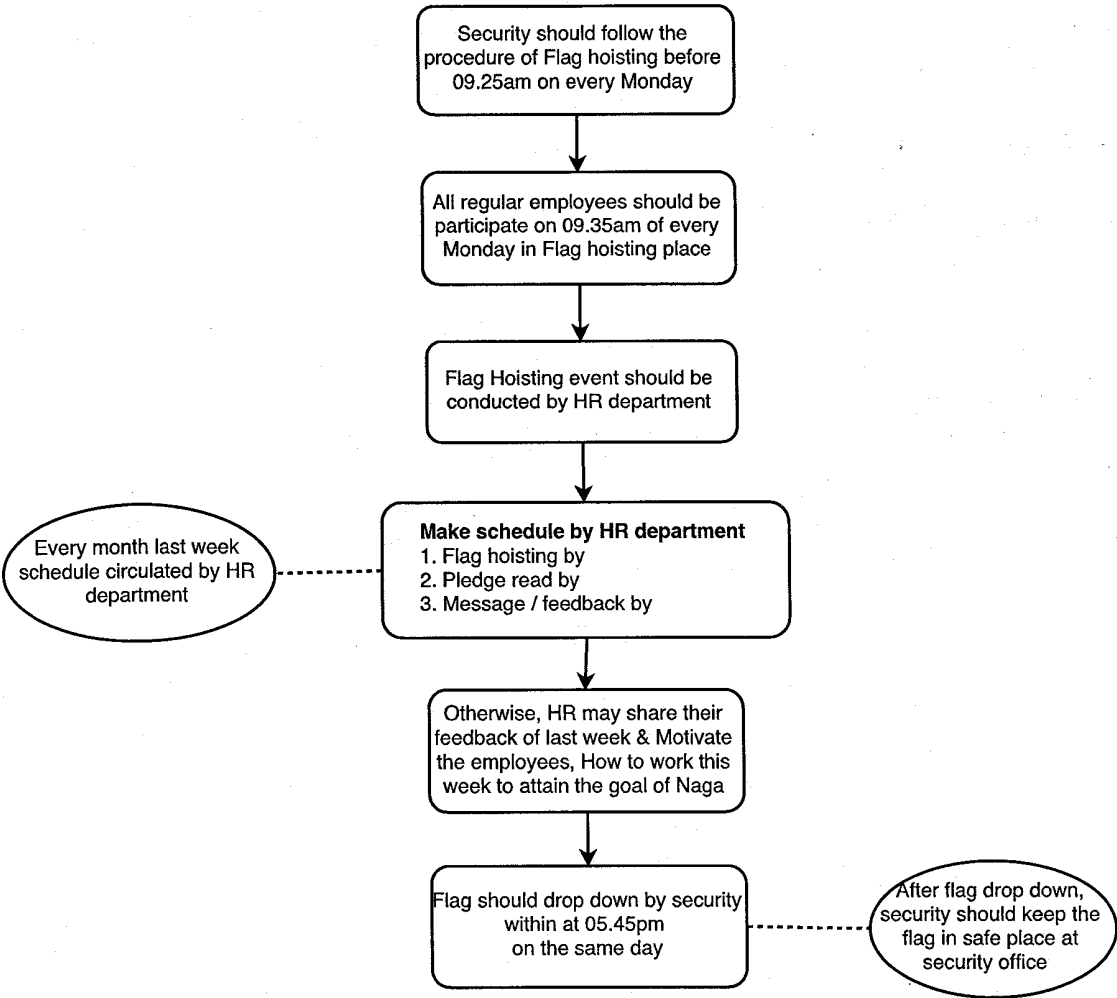 Security should follow the
procedure of Flag hoisting before
09.25am on every Monday
All regular employees should be
participate on 09.35am of every
Monday in Flag hoisting place
Flag Hoisting event should be
conducted by HR department
Make schedule by HR department
1. Flag hoisting by
2. Pledge read by
3. Message / feedback by
Every month last week
schedule circulated by HR
department
Otherwise, HR may share their
feedback of last week & Motivate
the employees, How to work this
week to attain the goal of Naga
Flag should drop down by security
within at 05.45pm
on the same day
After flag drop down,
security should keep the
flag in safe place at
security office